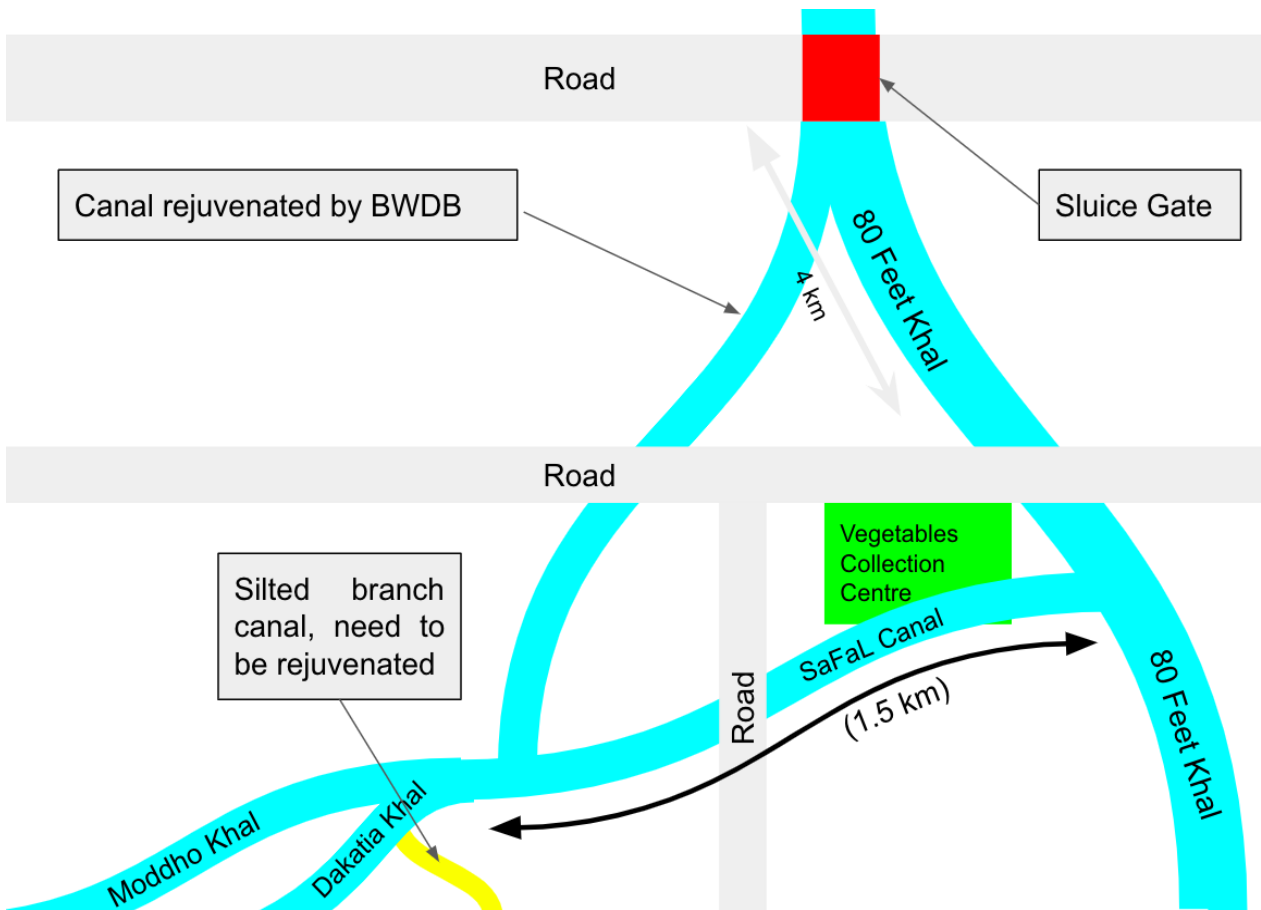 Road
Canal rejuvenated by BWDB
Sluice Gate
80 Feet Khal
4 km
Road
Vegetables
Collection
Centre
Silted branch
canal, need to
be rejuvenated
SaFaL Canal
(1.5 km)
Road
80 Feet Khal
Moddho Khal
Dakatia Khal